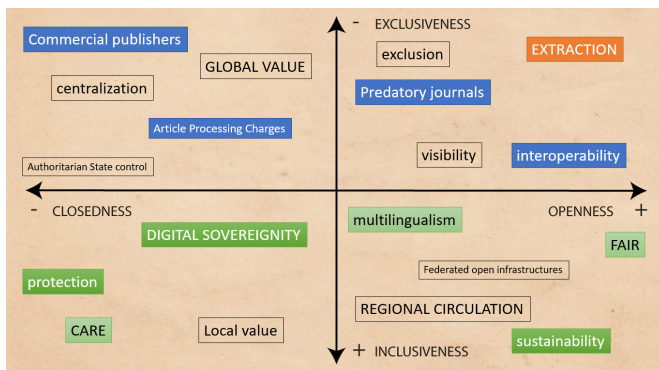 - EXCLUSIVENESS
Commercial publishers
exclusion
EXTRACTION
GLOBAL VALUE
centralization
Predatory journals
Article Processing Charges
visibility
interoperability
Authoritarian State control
- CLOSEDNESS
OPENNESS +
multilingualism
DIGITAL SOVEREIGNITY
FAIR
Federated open infrastructures
protection
REGIONAL CIRCULATION
CARE
Local value
sustainability
+ INCLUSIVENESS